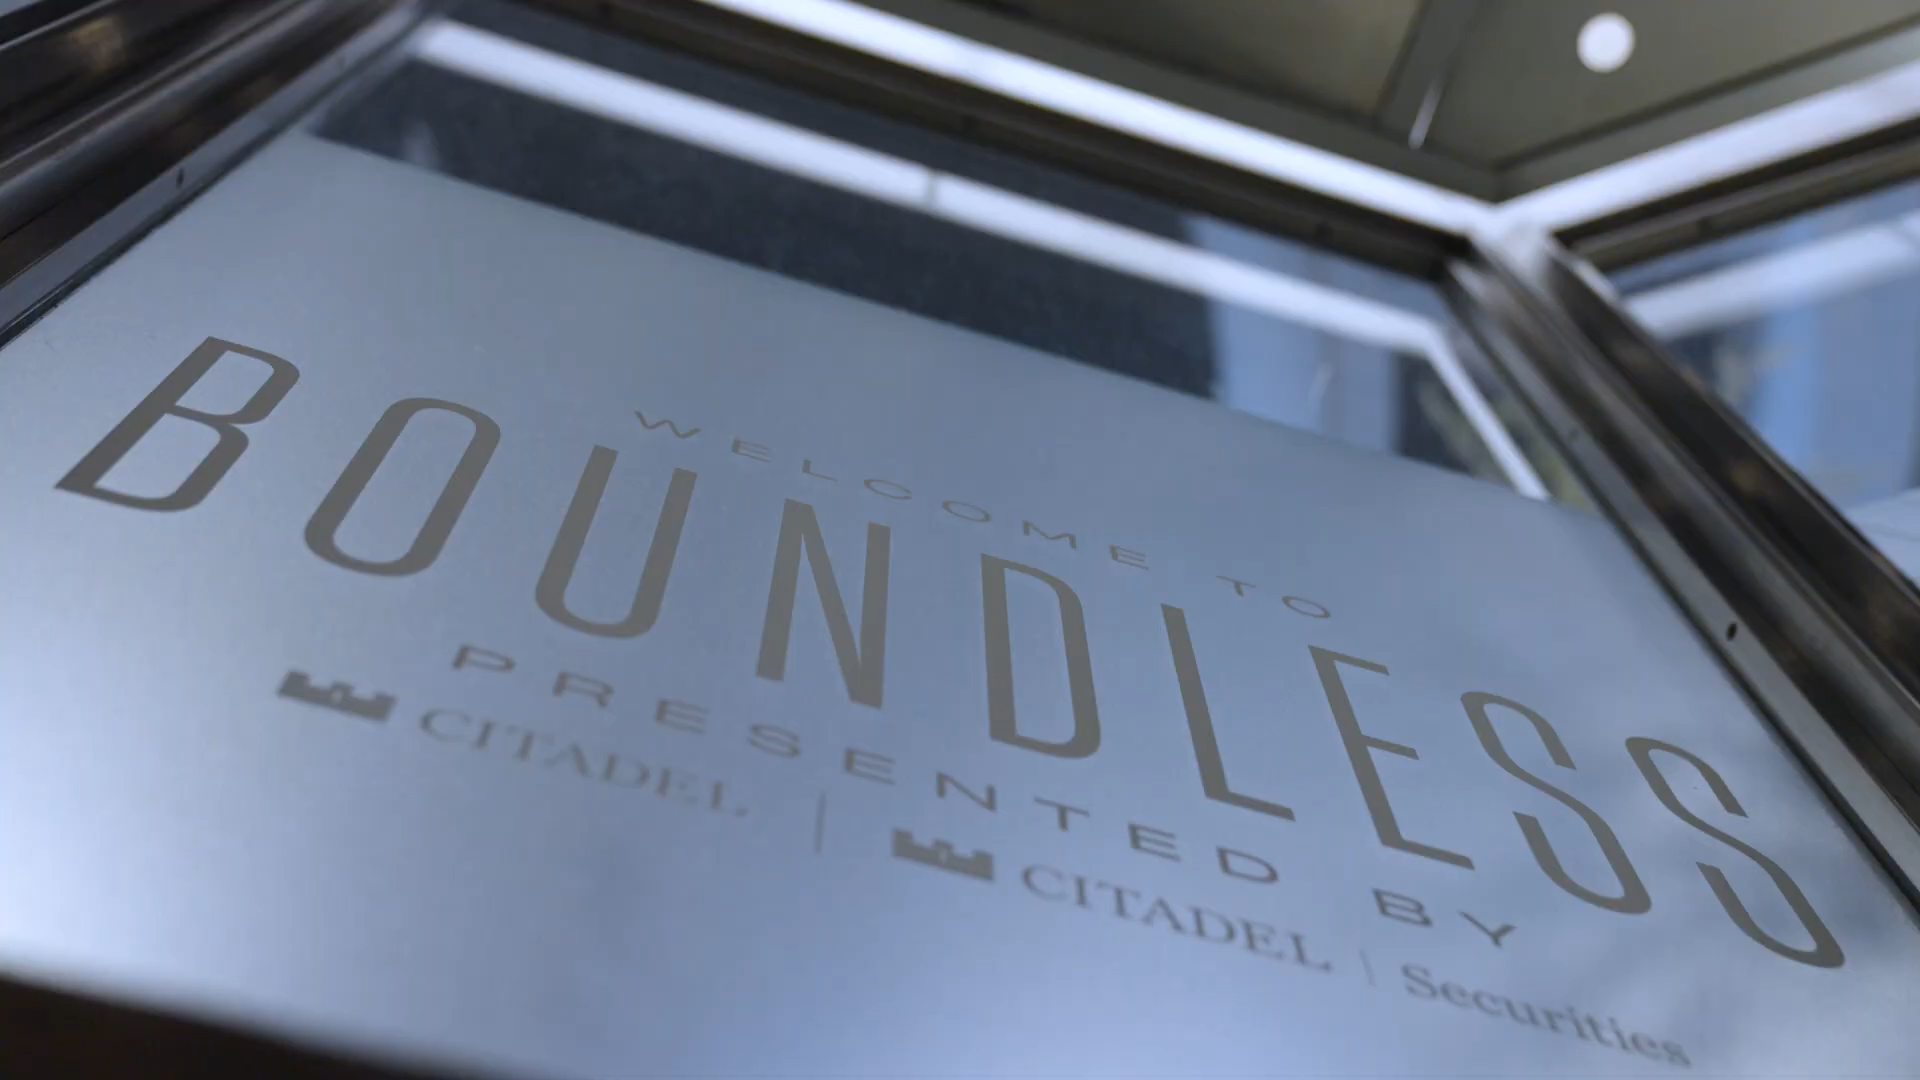 WELCOME TO
BOUNDLESS
PRESENTED BY
CITADEL | CITADEL | Securities